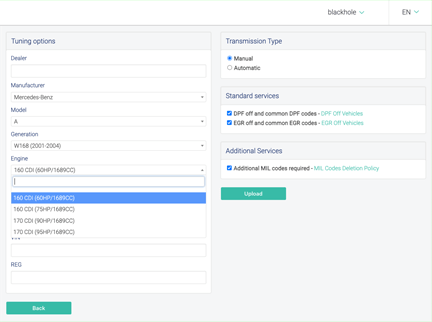 blackhole
EN
Tuning options
Dealer
Manufacturer
Mercedes-Benz
Model
A
Generation
W168 (2001-2004)
Engine
160 CDI (60HP/1689CC)
160 CDI (60HP/1689CC)
160 CDI (75HP/1689CC)
170 CDI (90HP/1689CC)
170 CDI (95HP/1689CC)
REG
Back
Transmission Type
Manual
Automatic
Standard services
DPF off and common DPF codes - DPF Off Vehicles
EGR off and common EGR codes - EGR Off Vehicles
Additional Services
Additional MIL codes required - MIL Codes Deletion Policy
Upload